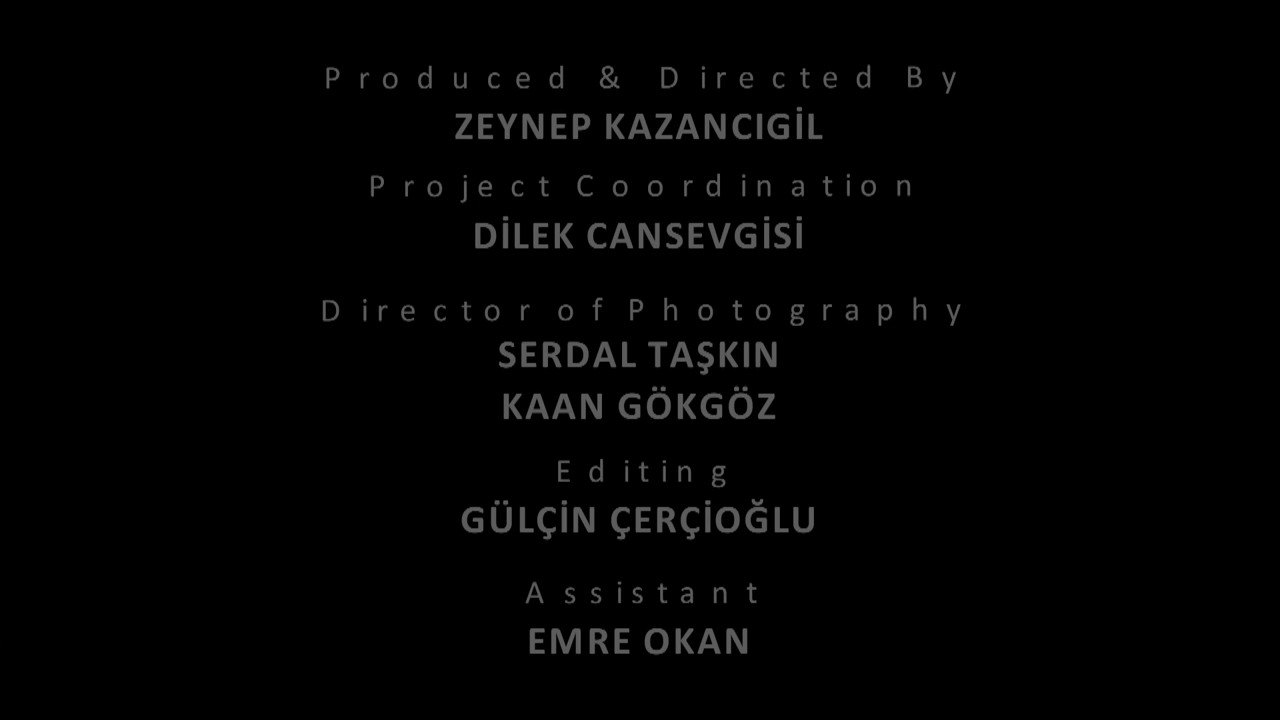 Produced & Directed By
ZEYNEP KAZANCIGİL
Project Coordination
DİLEK CANSEVGİSİ
Director of Photography
SERDAL TAŞKIN
KAAN GÖKGÖZ
Editing
GÜLÇİN ÇERÇİOĞLU
Assistant
EMRE OKAN